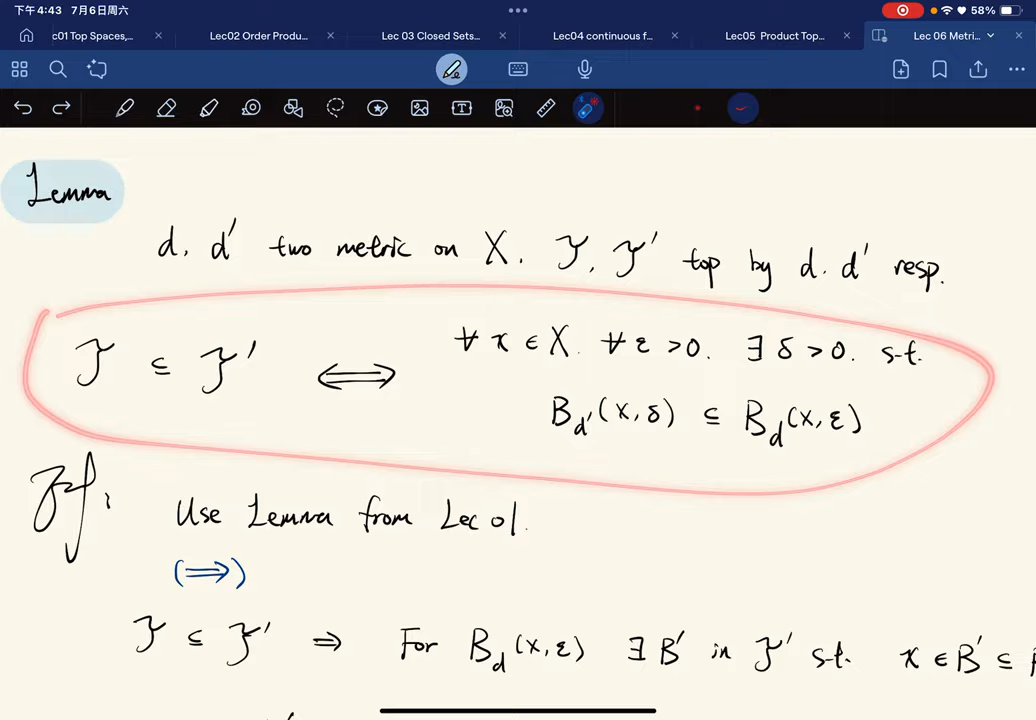 下午4:43 7月6日周六
58%
c01 Top Spaces,...
Lec02 Order Produ...
Lec 03 Closed Sets...
Lec04 continuous f...
Lec05 Product Top...
Lec 06 Metri...
Lemma
d, d' two metric on X, 𝒯, 𝒯' top by d, d' resp.
𝒯 ⊆ 𝒯' ⟺ ∀ x ∈ X. ∀ ε > 0. ∃ δ > 0. s.t.
B_d'(x, δ) ⊆ B_d(x, ε)
Pf:
Use Lemma from Lec 01.
(⟹)
𝒯 ⊆ 𝒯' ⟹ For B_d(x, ε) ∃ B' in 𝒯' s.t. x ∈ B' ⊆